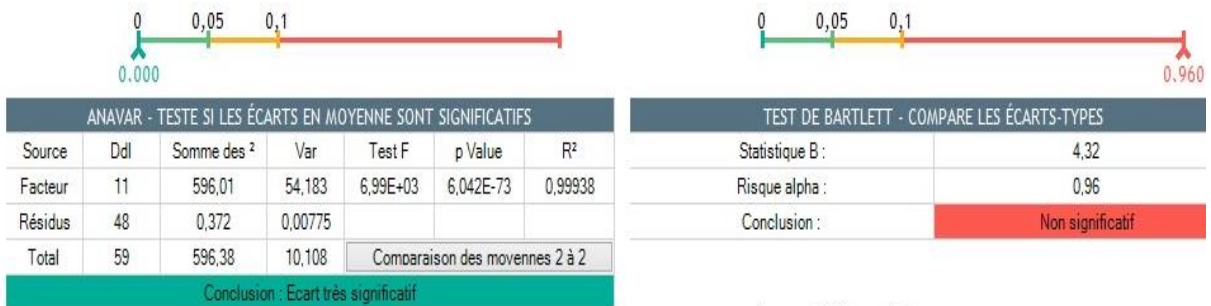 0 0,05 0,1
0.000
ANAVAR - TESTE SI LES ÉCARTS EN MOYENNE SONT SIGNIFICATIFS
Source Ddl Somme des ² Var Test F p Value R²
Facteur 11 596,01 54,183 6,99E+03 6,042E-73 0,99938
Résidus 48 0,372 0,00775
Total 59 596,38 10,108 Comparaison des moyennes 2 à 2
Conclusion : Ecart très significatif
0 0,05 0,1
0.960
TEST DE BARTLETT - COMPARE LES ÉCARTS-TYPES
Statistique B : 4,32
Risque alpha : 0,96
Conclusion : Non significatif